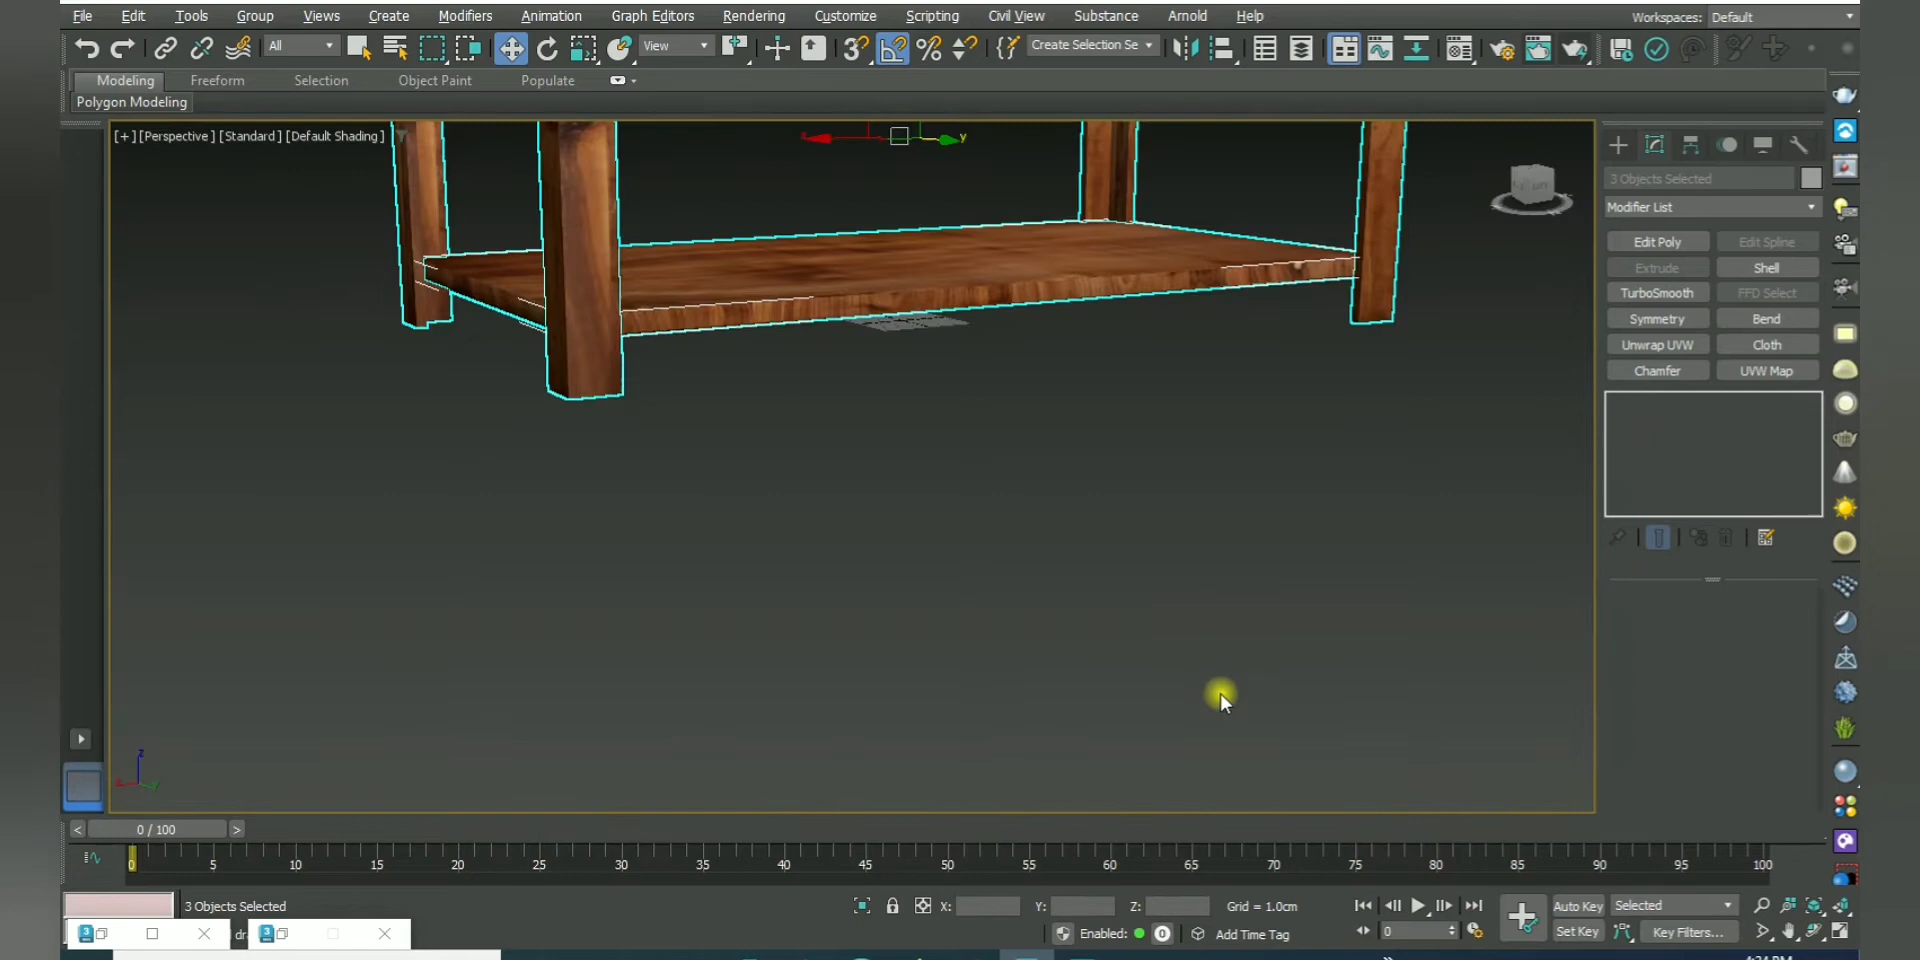 File Edit Tools Group Views Create Modifiers Animation Graph Editors Rendering Customize Civil View Substance Scripting Arnold Help Workspaces: Default
All View 3 Create Selection Se
Modeling Freeform Selection Object Paint Populate
Polygon Modeling
[+] [Perspective] [Standard] [Default Shading]
x y
3 Objects Selected
Modifier List
Edit Poly Edit Spline
Extrude Shell
TurboSmooth FFD Select
Symmetry Bend
Unwrap UVW Cloth
Chamfer UVW Map
z
x y
< 0 / 100 >
0 5 10 15 20 25 30 35 40 45 50 55 60 65 70 75 80 85 90 95 100
3 Objects Selected X: Y: Z: Grid = 1.0cm Auto Key Selected
3 3 Enabled: 0 Add Time Tag 0 Set Key Key Filters...